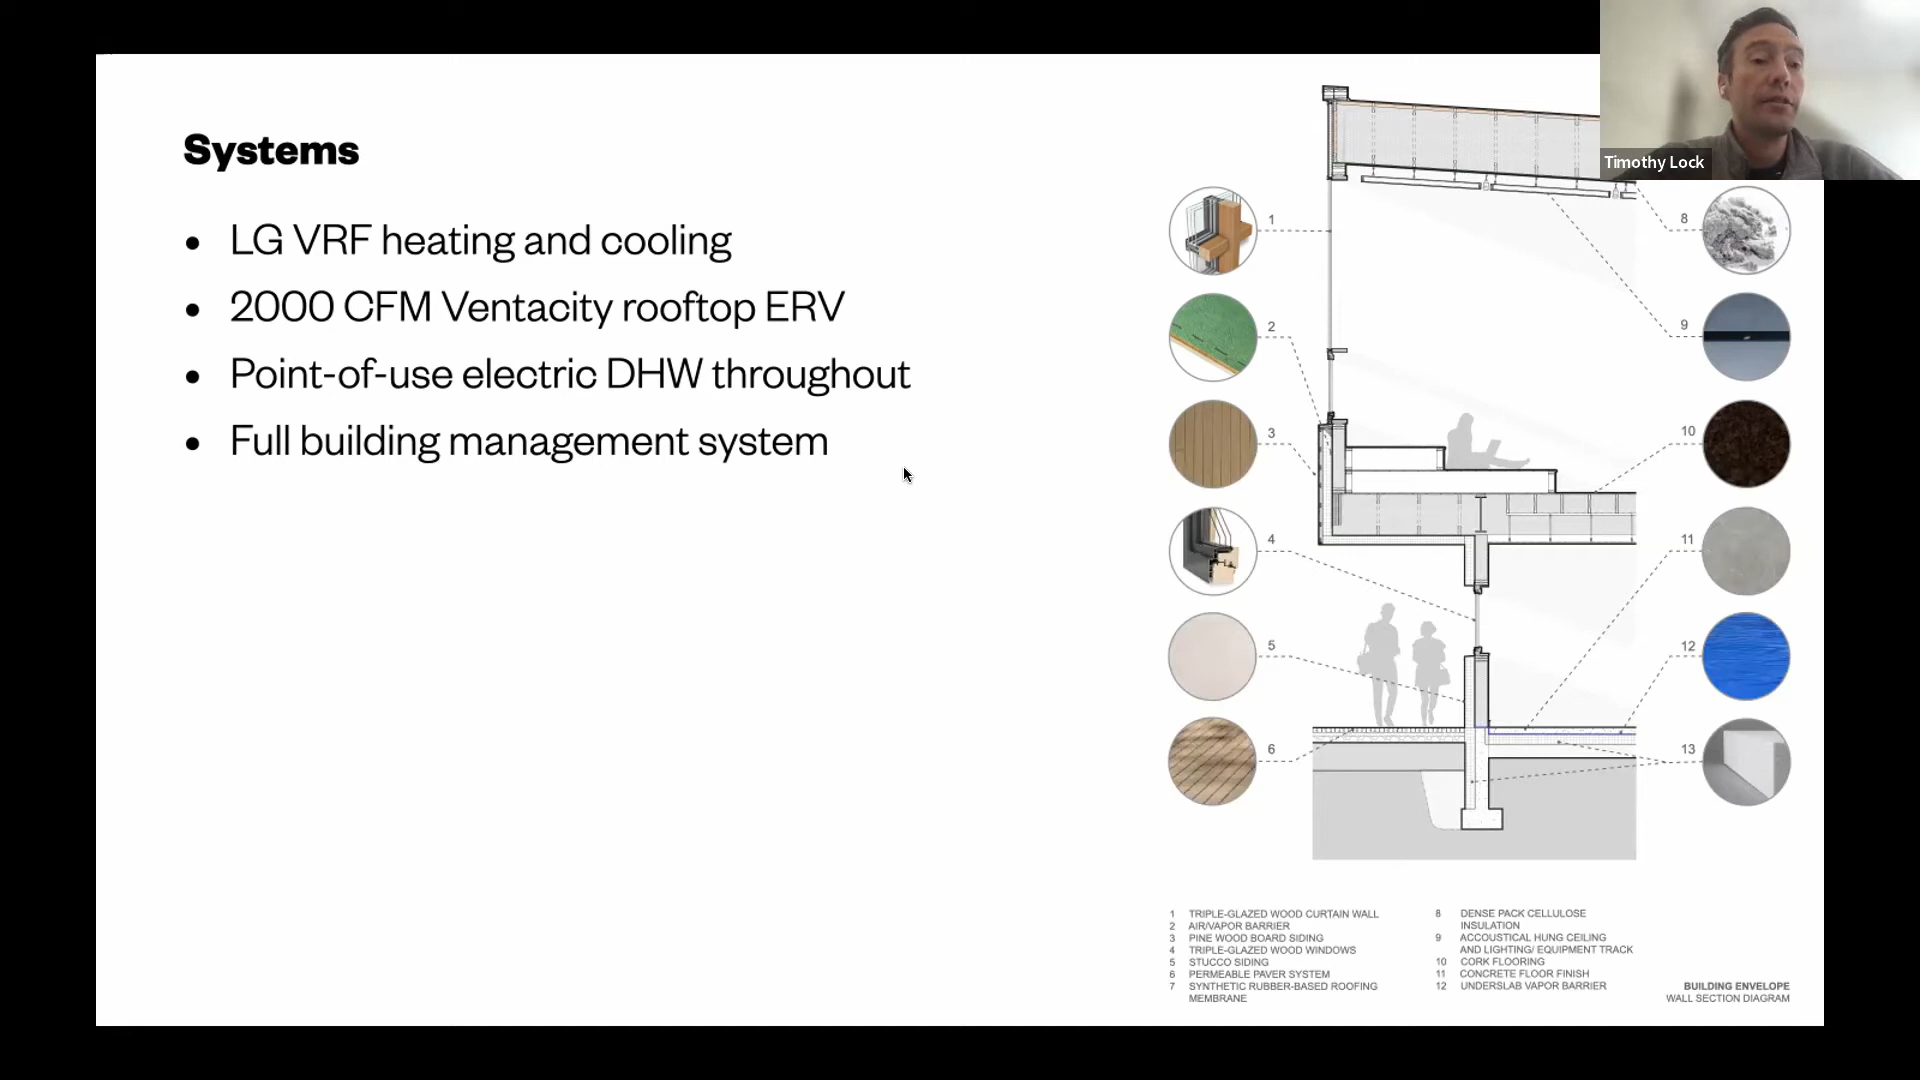 Timothy Lock
Systems
• LG VRF heating and cooling
• 2000 CFM Ventacity rooftop ERV
• Point-of-use electric DHW throughout
• Full building management system
1
2
3
4
5
6
8
9
10
11
12
13
1 TRIPLE-GLAZED WOOD CURTAIN WALL
2 AIR/VAPOR BARRIER
3 PINE WOOD BOARD SIDING
4 TRIPLE-GLAZED WOOD WINDOWS
5 STUCCO SIDING
6 PERMEABLE PAVER SYSTEM
7 SYNTHETIC RUBBER-BASED ROOFING
MEMBRANE
8 DENSE PACK CELLULOSE
INSULATION
9 ACCOUSTICAL HUNG CEILING
AND LIGHTING/ EQUIPMENT TRACK
10 CORK FLOORING
11 CONCRETE FLOOR FINISH
12 UNDERSLAB VAPOR BARRIER
BUILDING ENVELOPE
WALL SECTION DIAGRAM